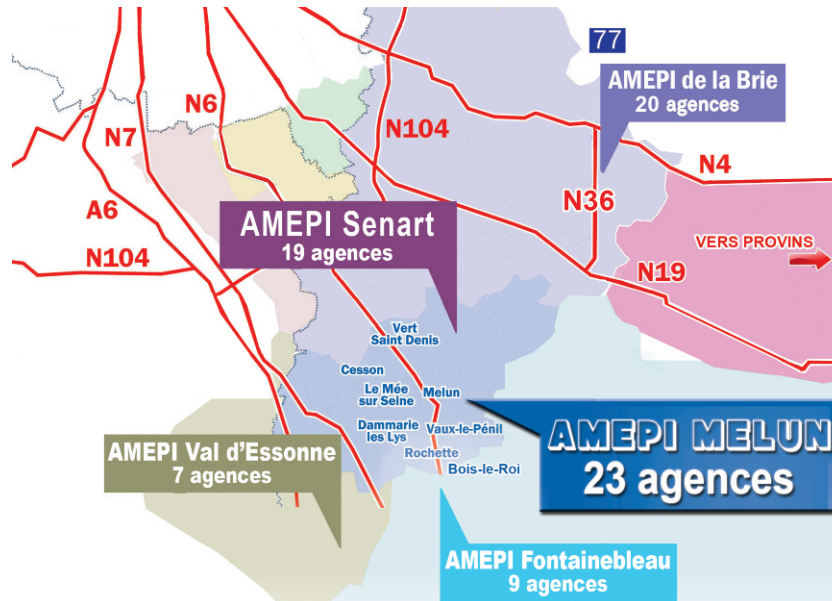 77
AMEPI de la Brie
20 agences
N6
N7
N104
N4
A6
N36
AMEPI Senart
19 agences
VERS PROVINS
N104
N19
Vert
Saint Denis
Cesson
Le Mée
sur Seine
Melun
Dammarie
les Lys
Vaux-le-Pénil
Rochette
Bois-le-Roi
AMEPI MELUN
23 agences
AMEPI Val d'Essonne
7 agences
AMEPI Fontainebleau
9 agences